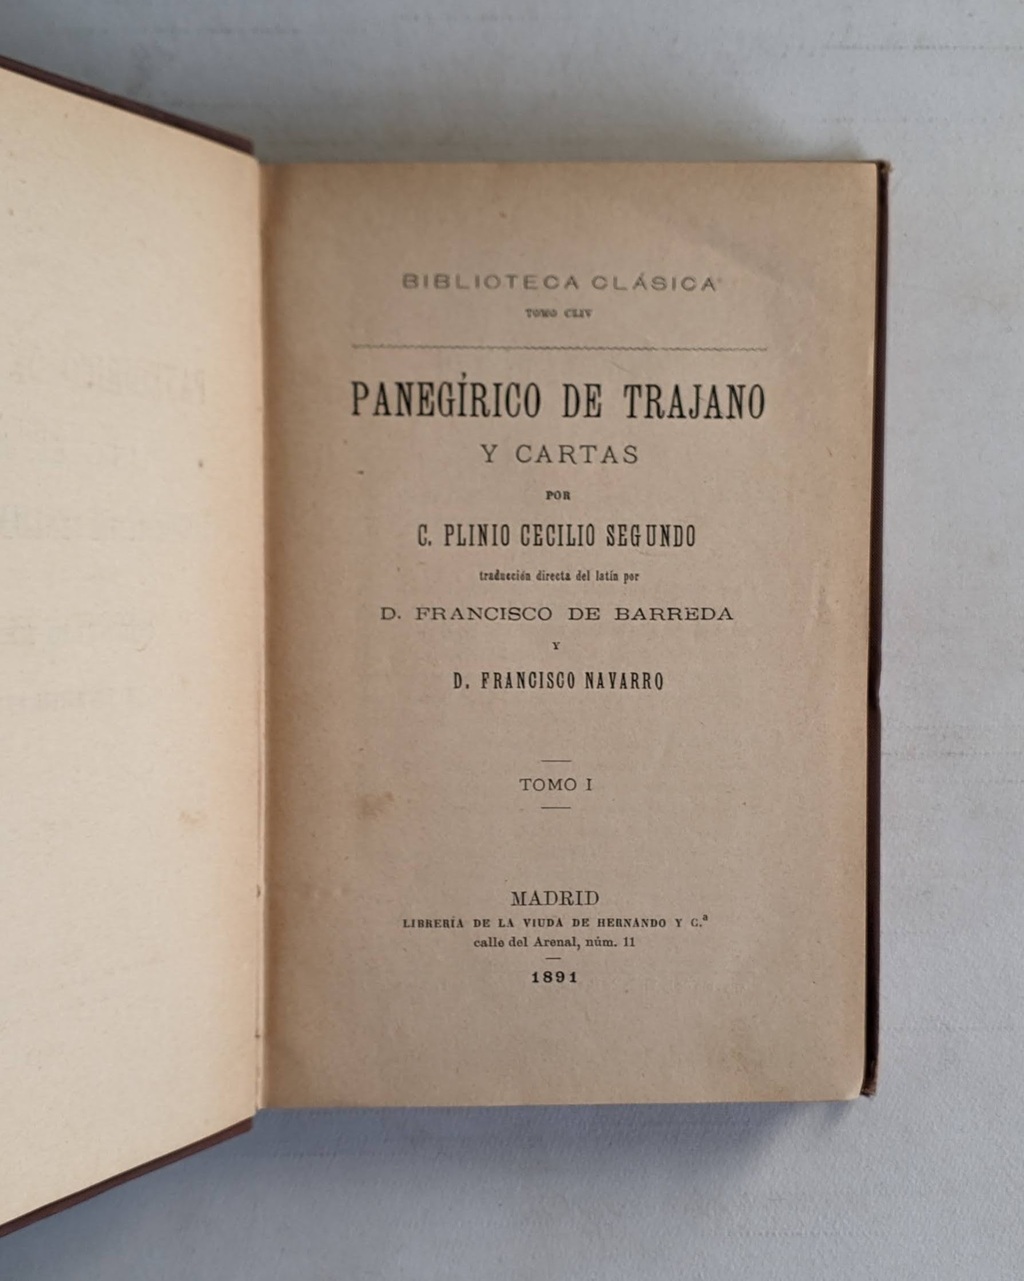 BIBLIOTECA CLÁSICA
TOMO CLIV
PANEGÍRICO DE TRAJANO
Y CARTAS
POR
C. PLINIO CECILIO SEGUNDO
traducción directa del latín por
D. FRANCISCO DE BARREDA
Y
D. FRANCISCO NAVARRO
TOMO I
MADRID
LIBRERÍA DE LA VIUDA DE HERNANDO Y C.ª
calle del Arenal, núm. 11
1891